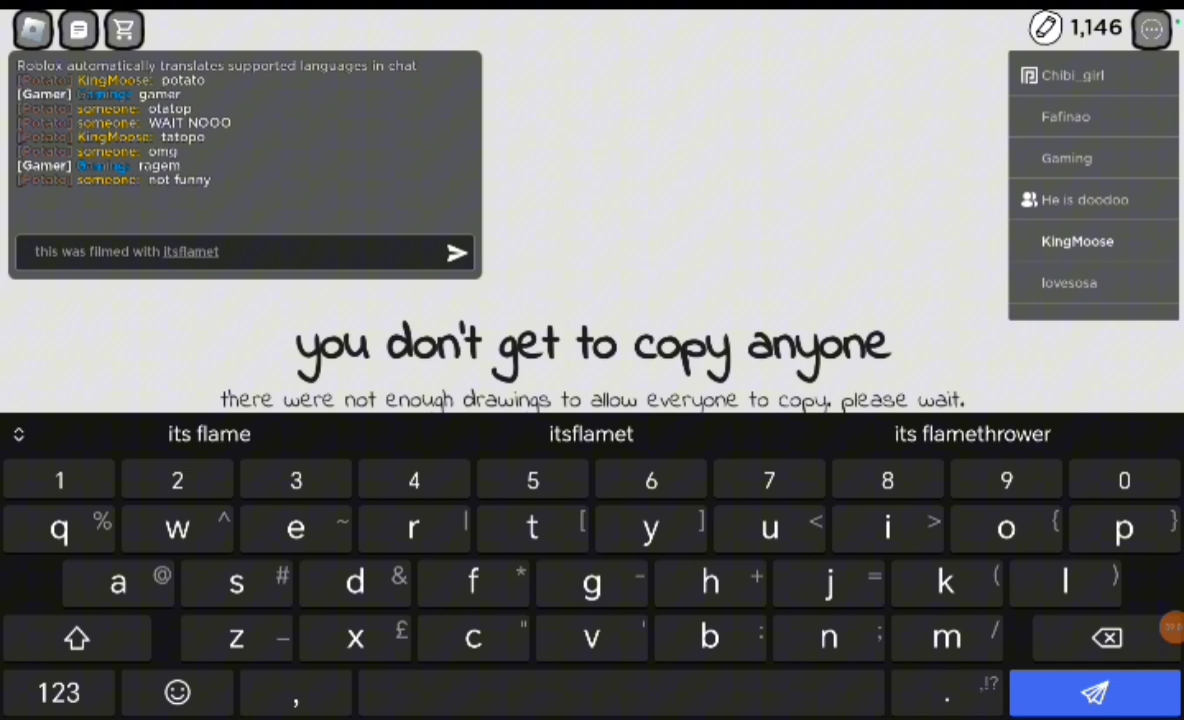 1,146
Roblox automatically translates supported languages in chat
[Potato] KingMoose: potato
[Gamer] Gaming: gamer
[Potato] someone: otatop
[Potato] someone: WAIT NOOO
[Potato] KingMoose: tatopo
[Potato] someone: omg
[Gamer] Gaming: ragem
[Potato] someone: not funny
this was filmed with itsflamet
Chibi_girl
Fafinao
Gaming
He is doodoo
KingMoose
lovesosa
you don't get to copy anyone
there were not enough drawings to allow everyone to copy. please wait.
its flame itsflamet its flamethrower
1 2 3 4 5 6 7 8 9 0
q % w ^ e ~ r | t [ y ] u < i > o { p }
a @ s # d & f * g - h + j = k ( l )
z _ x £ c " v ' b : n ; m /
123 , . ,!?